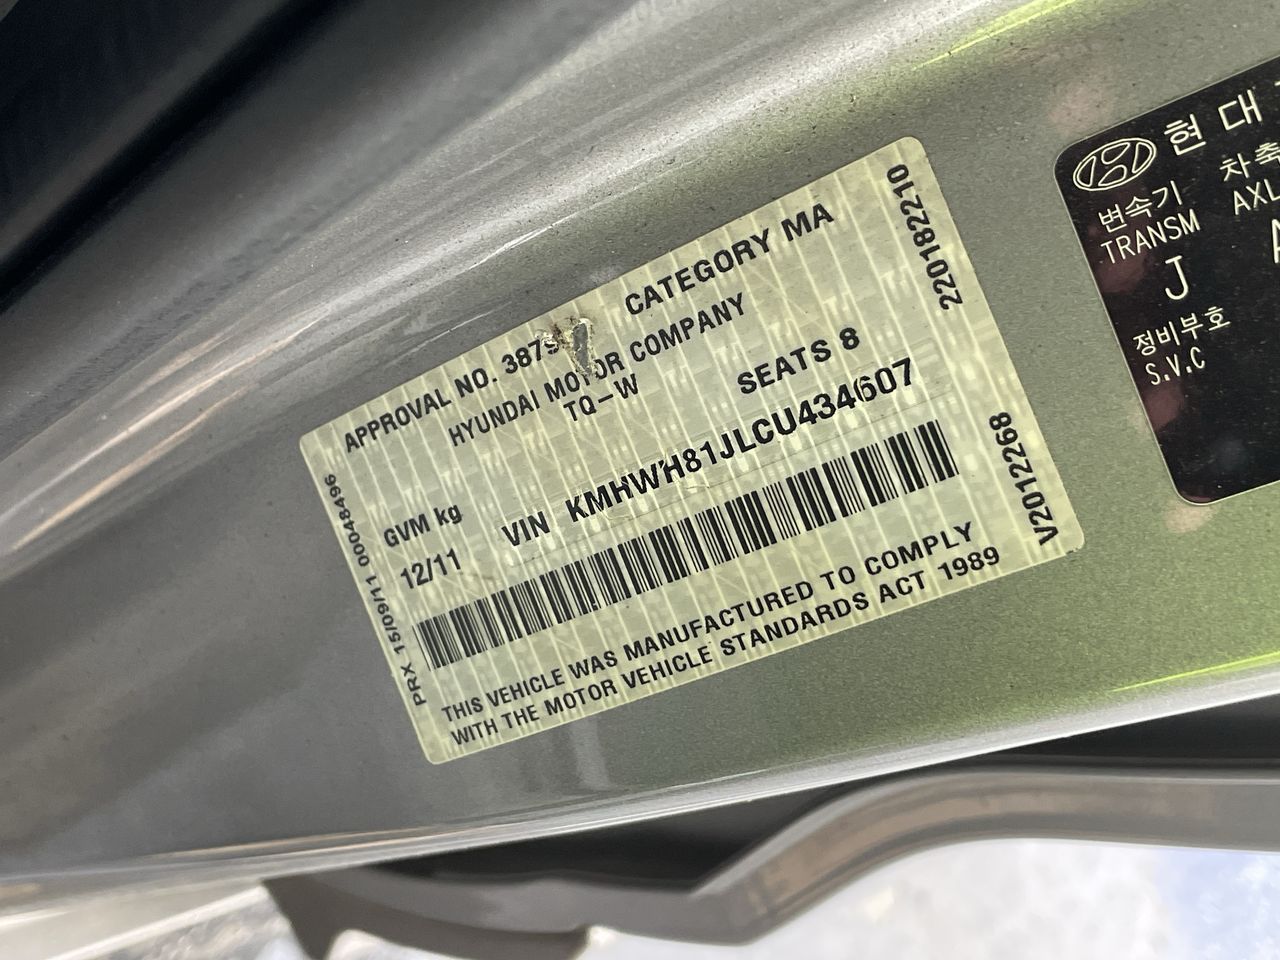 APPROVAL NO. 3879 CATEGORY MA
HYUNDAI MOTOR COMPANY
TQ-W
SEATS 8
GVM kg
12/11
VIN KMHWH81JLCU434607
THIS VEHICLE WAS MANUFACTURED TO COMPLY
WITH THE MOTOR VEHICLE STANDARDS ACT 1989
PRX 15/09/11 00048496
220182210
V2012268
현대
변속기 차축
TRANSM AXL
J A
정비부호
S.V.C